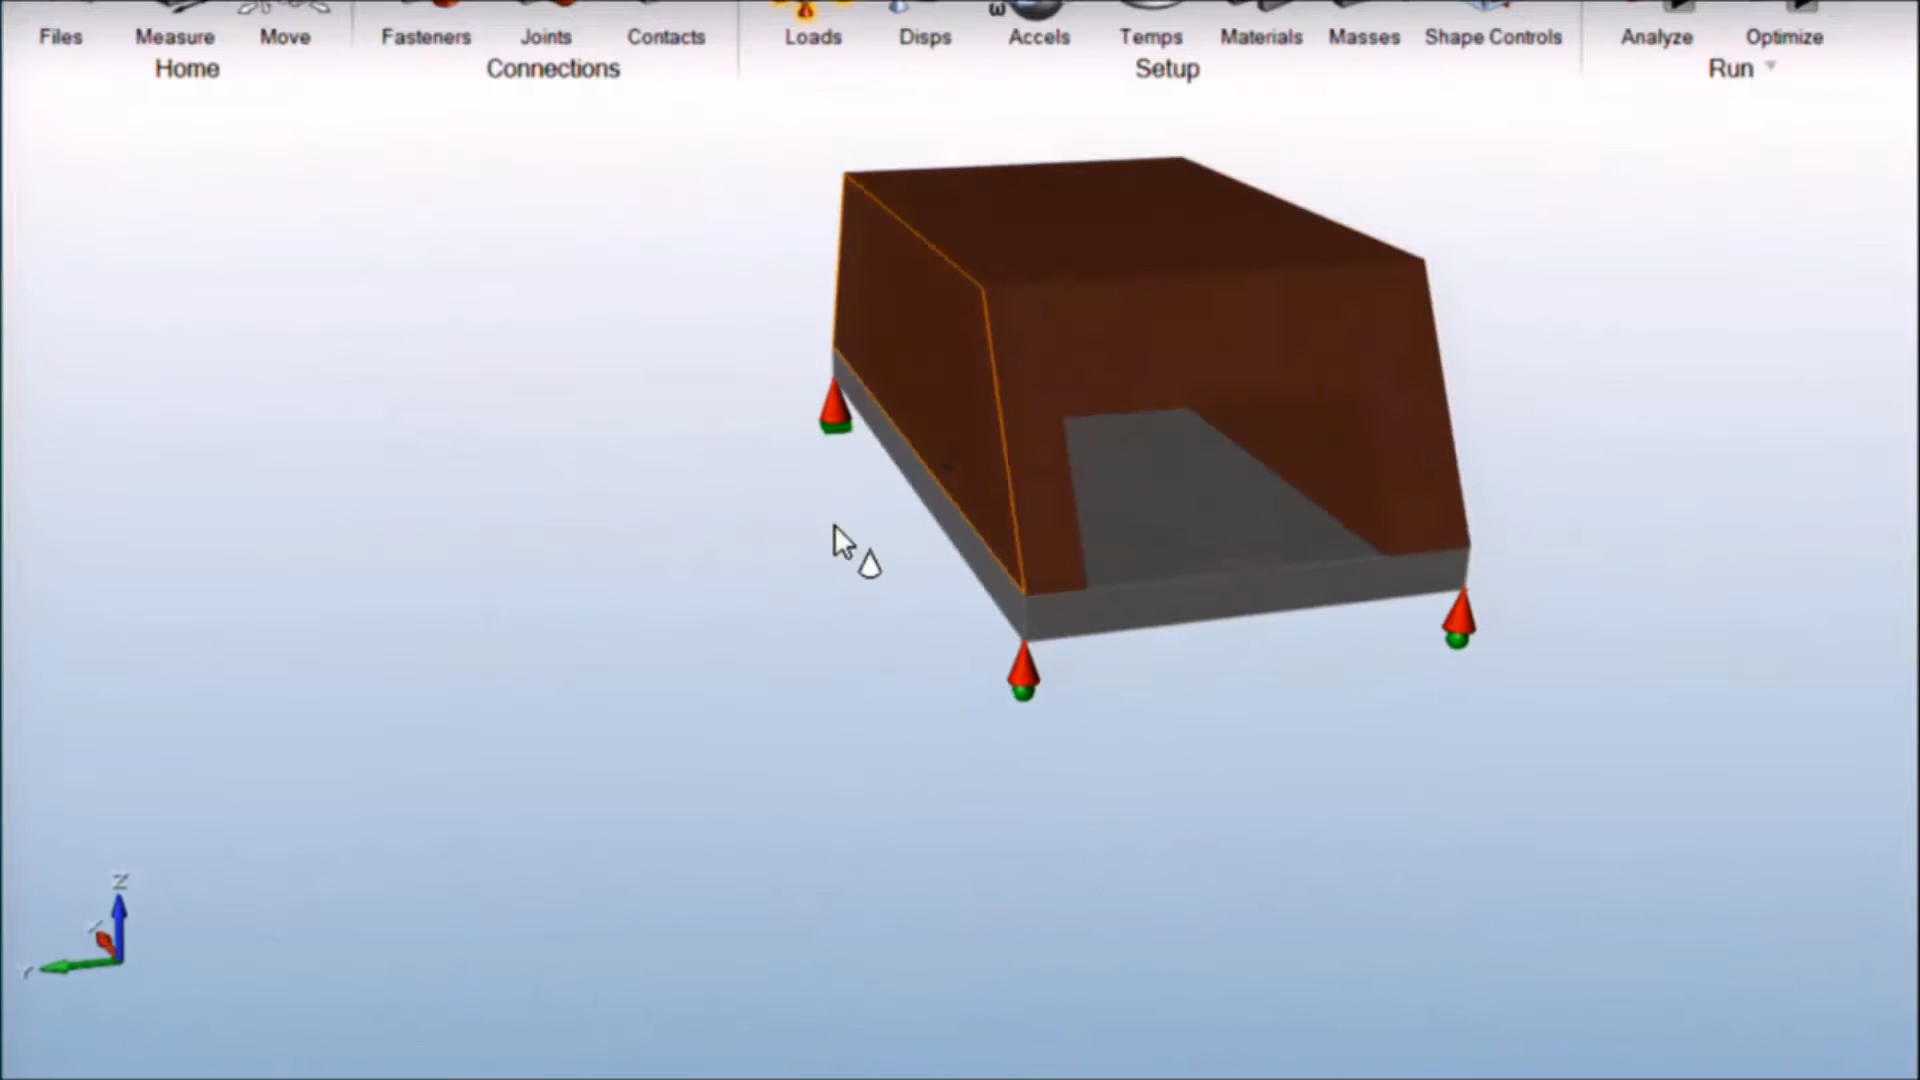 Files Measure Move Fasteners Joints Contacts Loads Disps Accels Temps Materials Masses Shape Controls Analyze Optimize
Home Connections Setup Run
ω
Z
X
Y